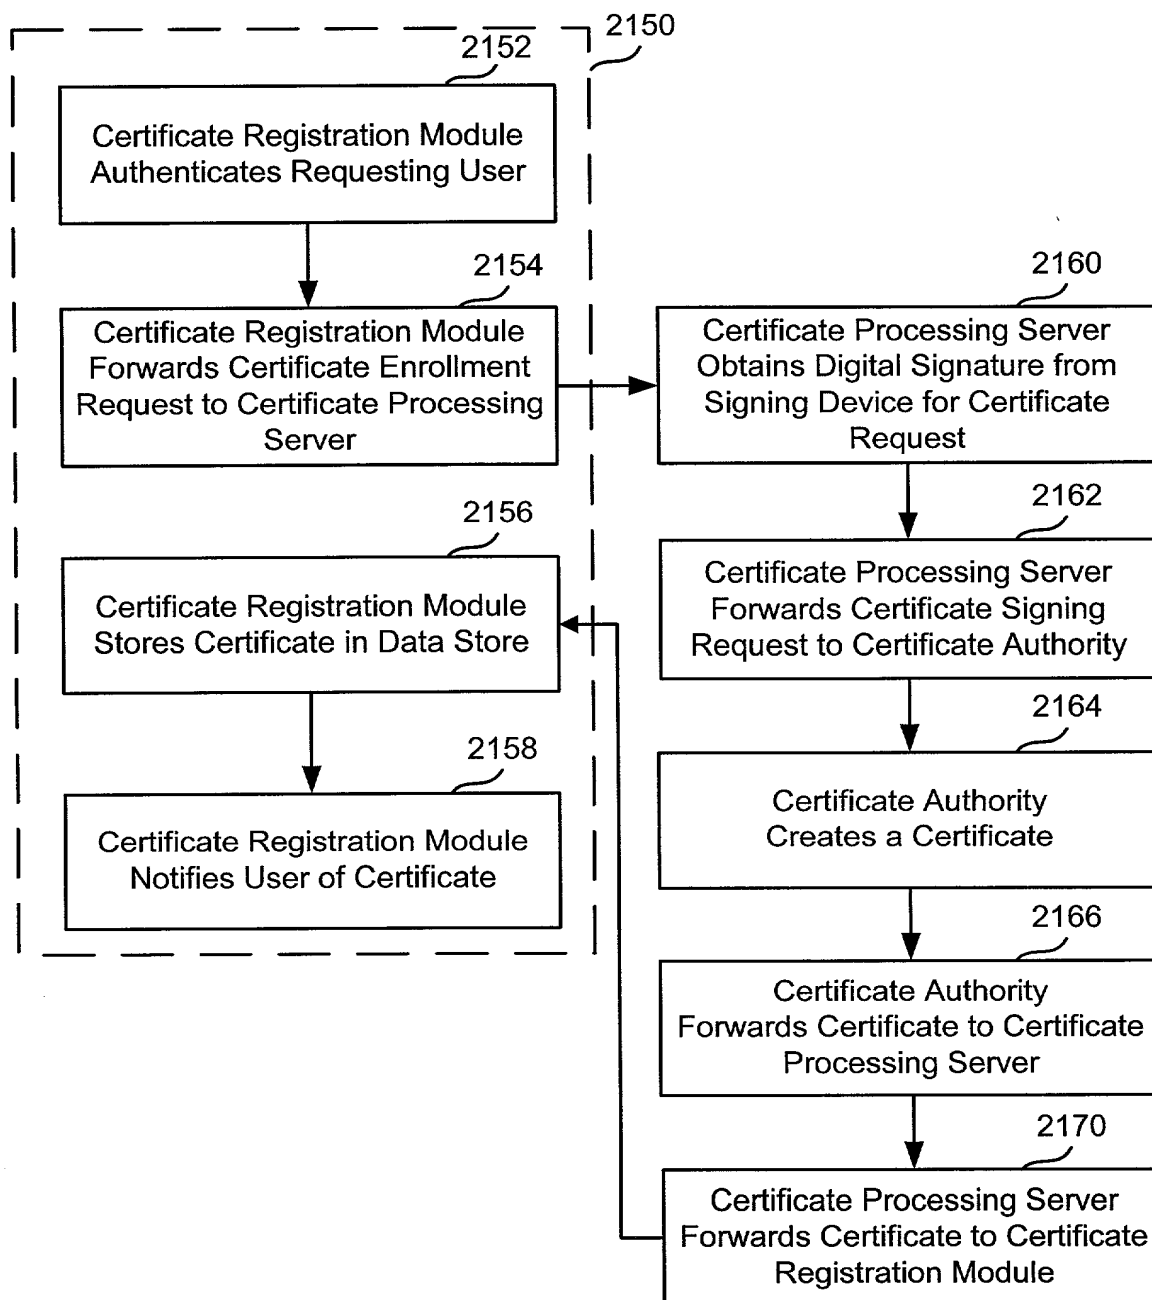 2150
2152
Certificate Registration Module
Authenticates Requesting User
2154
Certificate Registration Module
Forwards Certificate Enrollment
Request to Certificate Processing
Server
2156
Certificate Registration Module
Stores Certificate in Data Store
2158
Certificate Registration Module
Notifies User of Certificate
2160
Certificate Processing Server
Obtains Digital Signature from
Signing Device for Certificate
Request
2162
Certificate Processing Server
Forwards Certificate Signing
Request to Certificate Authority
2164
Certificate Authority
Creates a Certificate
2166
Certificate Authority
Forwards Certificate to Certificate
Processing Server
2170
Certificate Processing Server
Forwards Certificate to Certificate
Registration Module